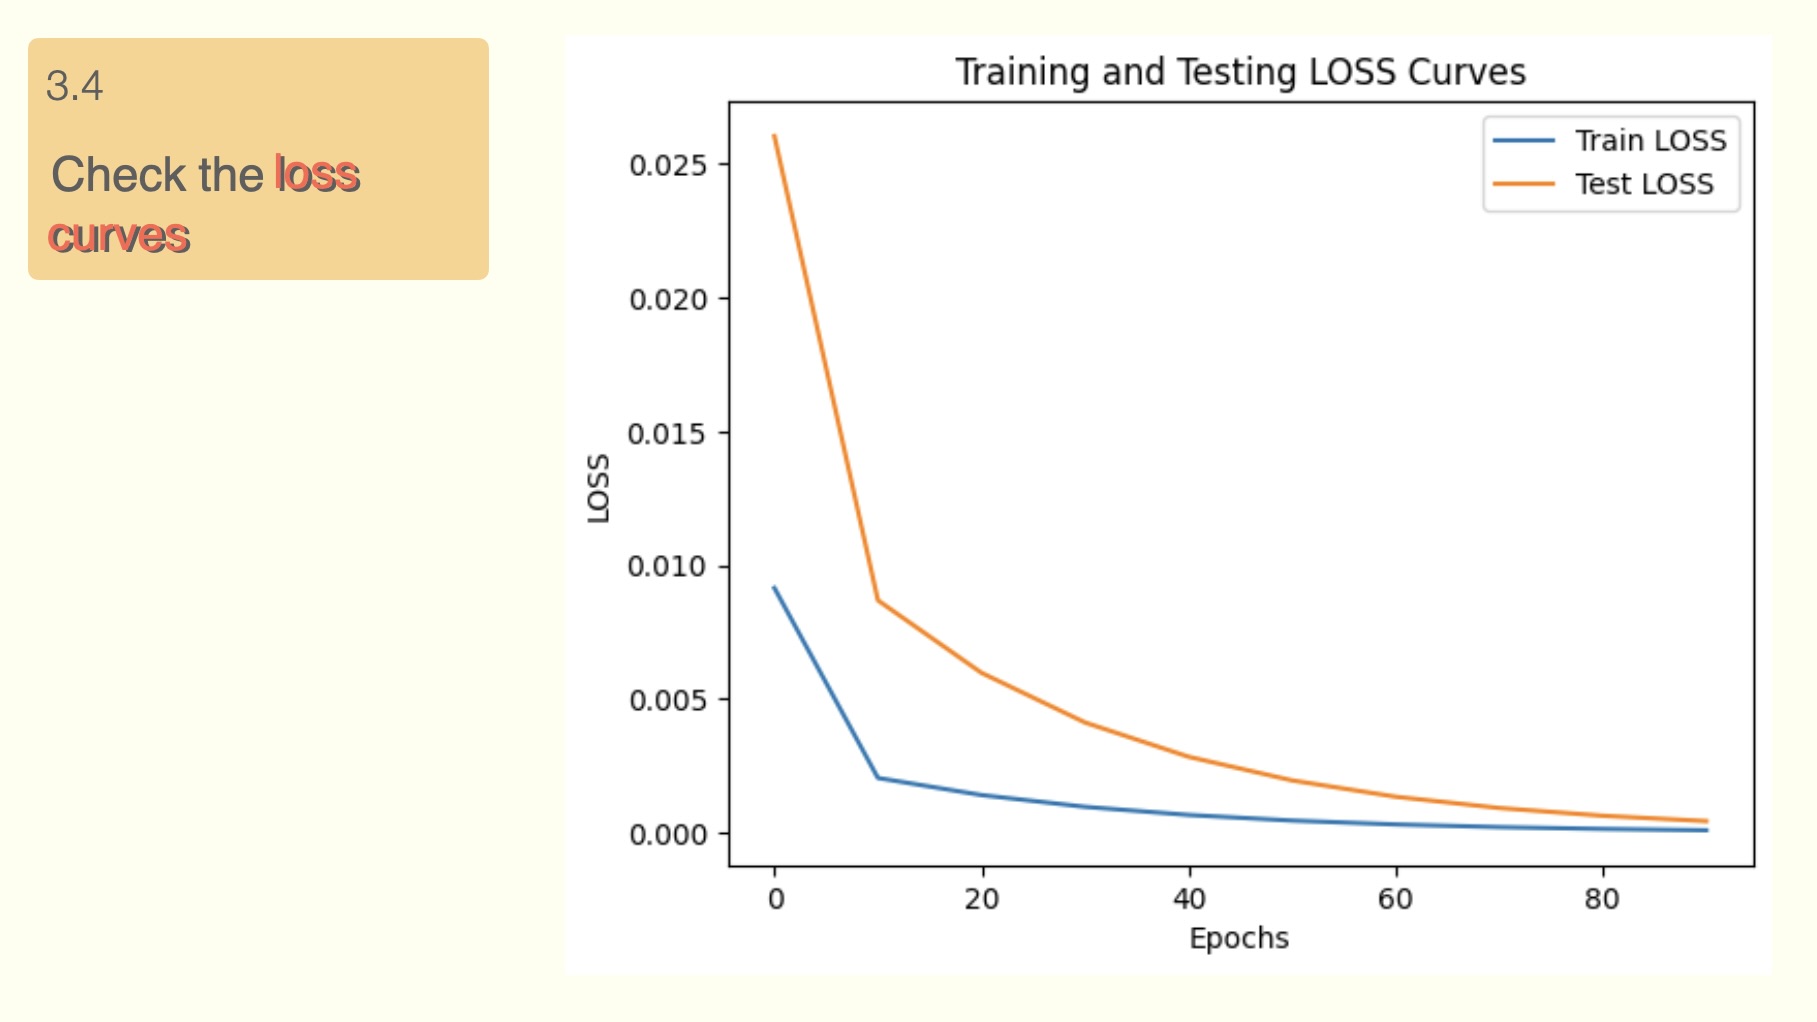 3.4
Check the loss
curves
Training and Testing LOSS Curves
Train LOSS
Test LOSS
LOSS
0.025
0.020
0.015
0.010
0.005
0.000
0 20 40 60 80
Epochs